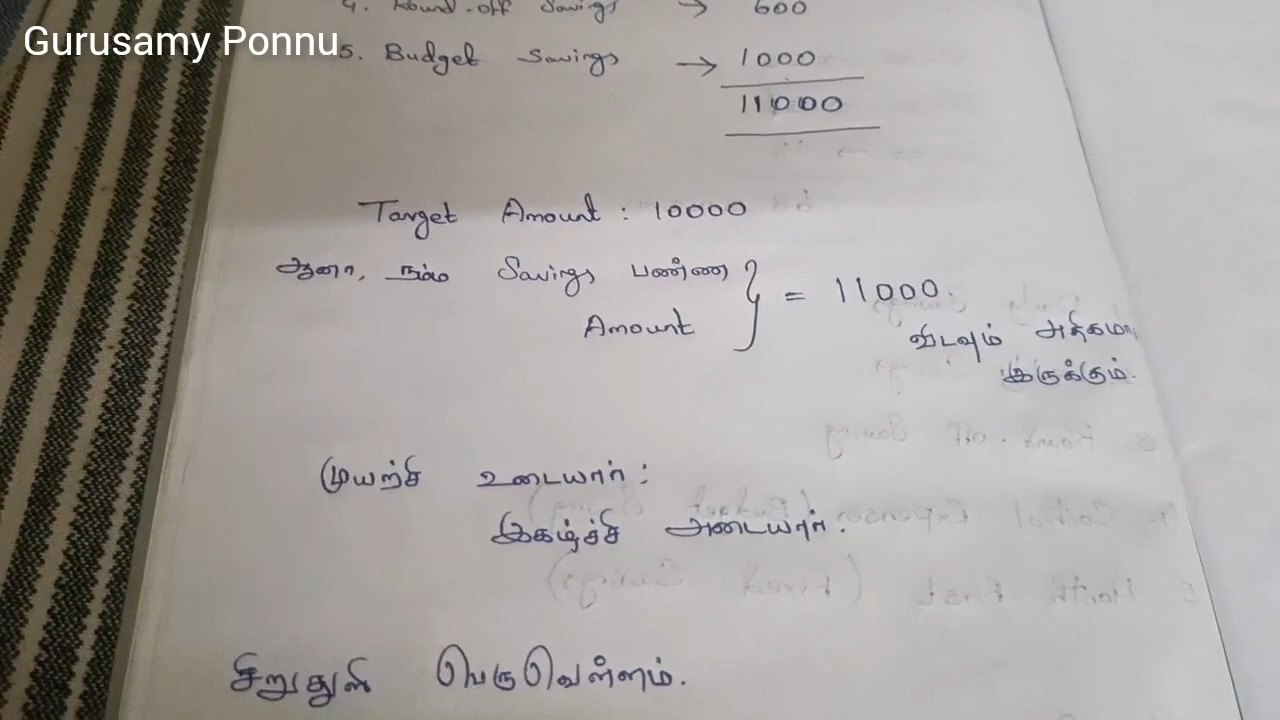 4. Round-off Savings → 600
Gurusamy Ponnu
5. Budget Savings → 1000
11000
Target Amount : 10000
ஆனா, நம்ம Savings பண்ண
Amount } = 11000
விடவும் அதிகமா
இருக்கும்.
முயற்சி உடையார் :
இகழ்ச்சி அடையார் .
சிறுதுளி பெருவெள்ளம்.